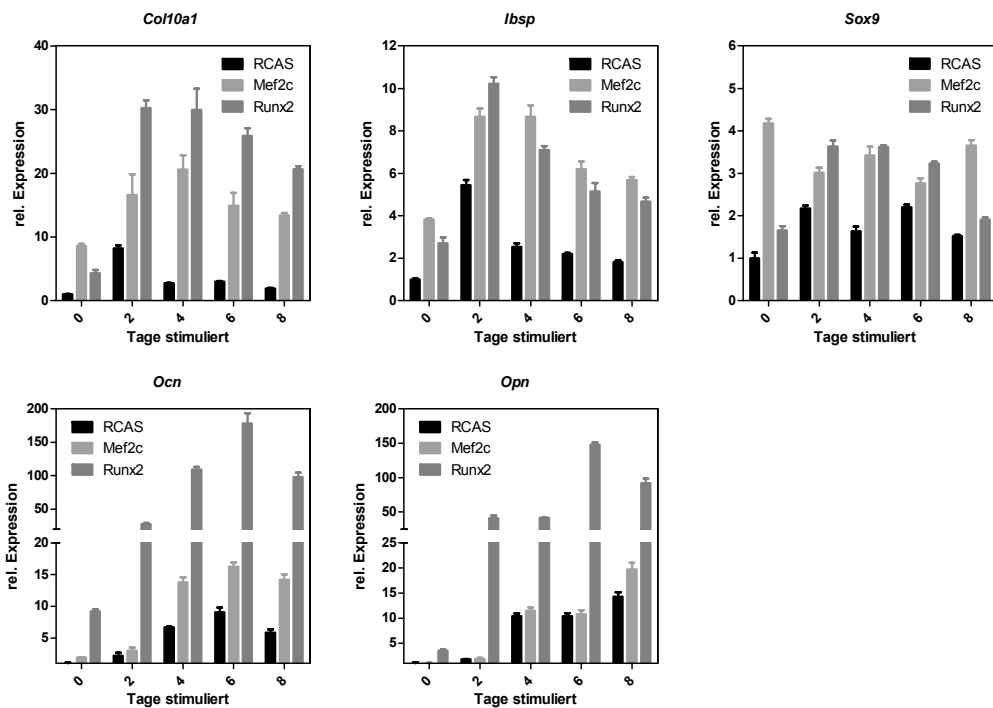 Col10a1
rel. Expression
40
30
20
10
0
RCAS
Mef2c
Runx2
0
2
4
6
8
Tage stimuliert
Ibsp
rel. Expression
12
10
8
6
4
2
0
RCAS
Mef2c
Runx2
0
2
4
6
8
Tage stimuliert
Sox9
rel. Expression
6
5
4
3
2
1
0
RCAS
Mef2c
Runx2
0
2
4
6
8
Tage stimuliert
Ocn
rel. Expression
200
150
100
50
20
15
10
5
RCAS
Mef2c
Runx2
0
2
4
6
8
Tage stimuliert
Opn
rel. Expression
200
150
100
50
25
20
15
10
5
RCAS
Mef2c
Runx2
0
2
4
6
8
Tage stimuliert